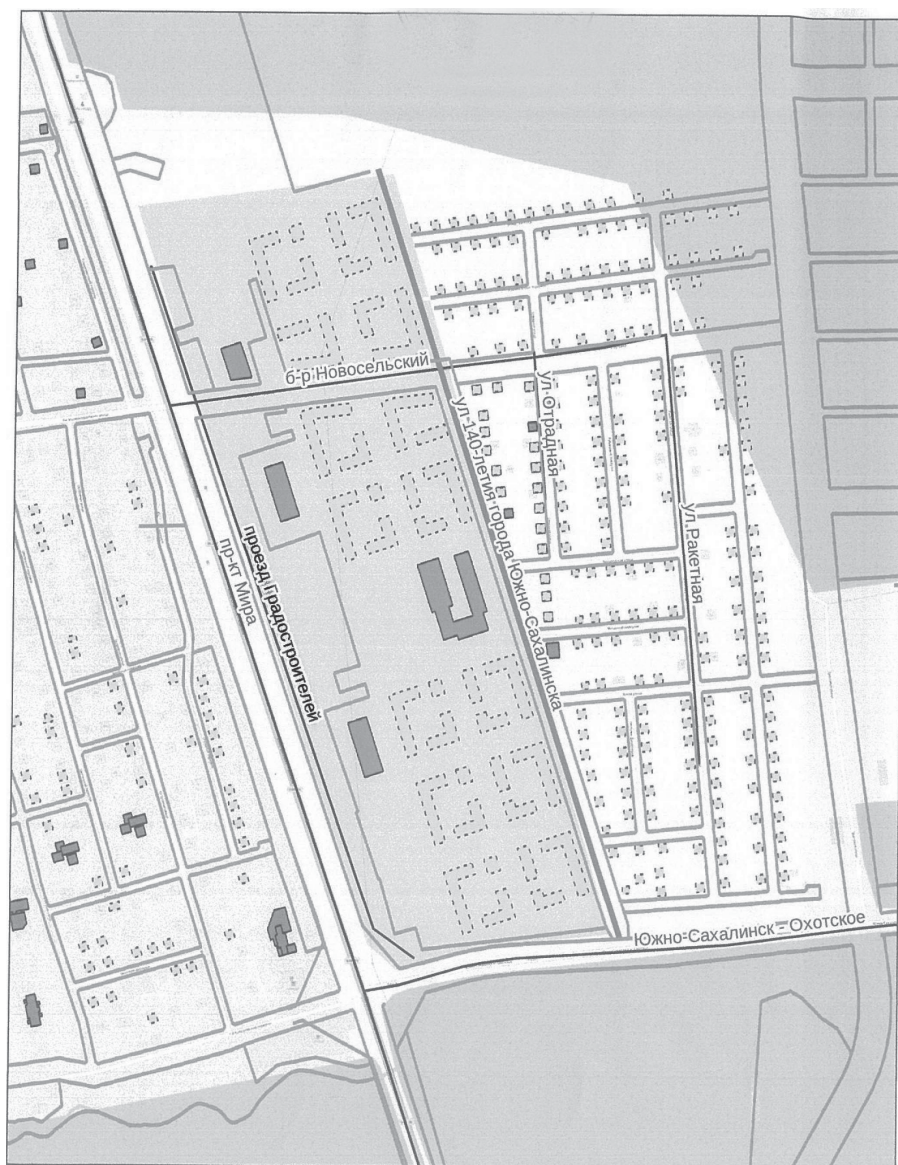 б-р Новосельский
ул Отрадная
ул 140-летия города Южно-Сахалинска
ул Ракетная
проезд Градостроителей
пр-кт Мира
Южно-Сахалинск - Охотское